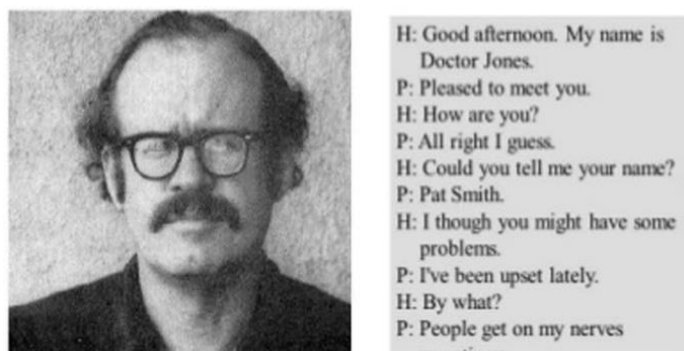 H: Good afternoon. My name is
Doctor Jones.
P: Pleased to meet you.
H: How are you?
P: All right I guess.
H: Could you tell me your name?
P: Pat Smith.
H: I though you might have some
problems.
P: I've been upset lately.
H: By what?
P: People get on my nerves